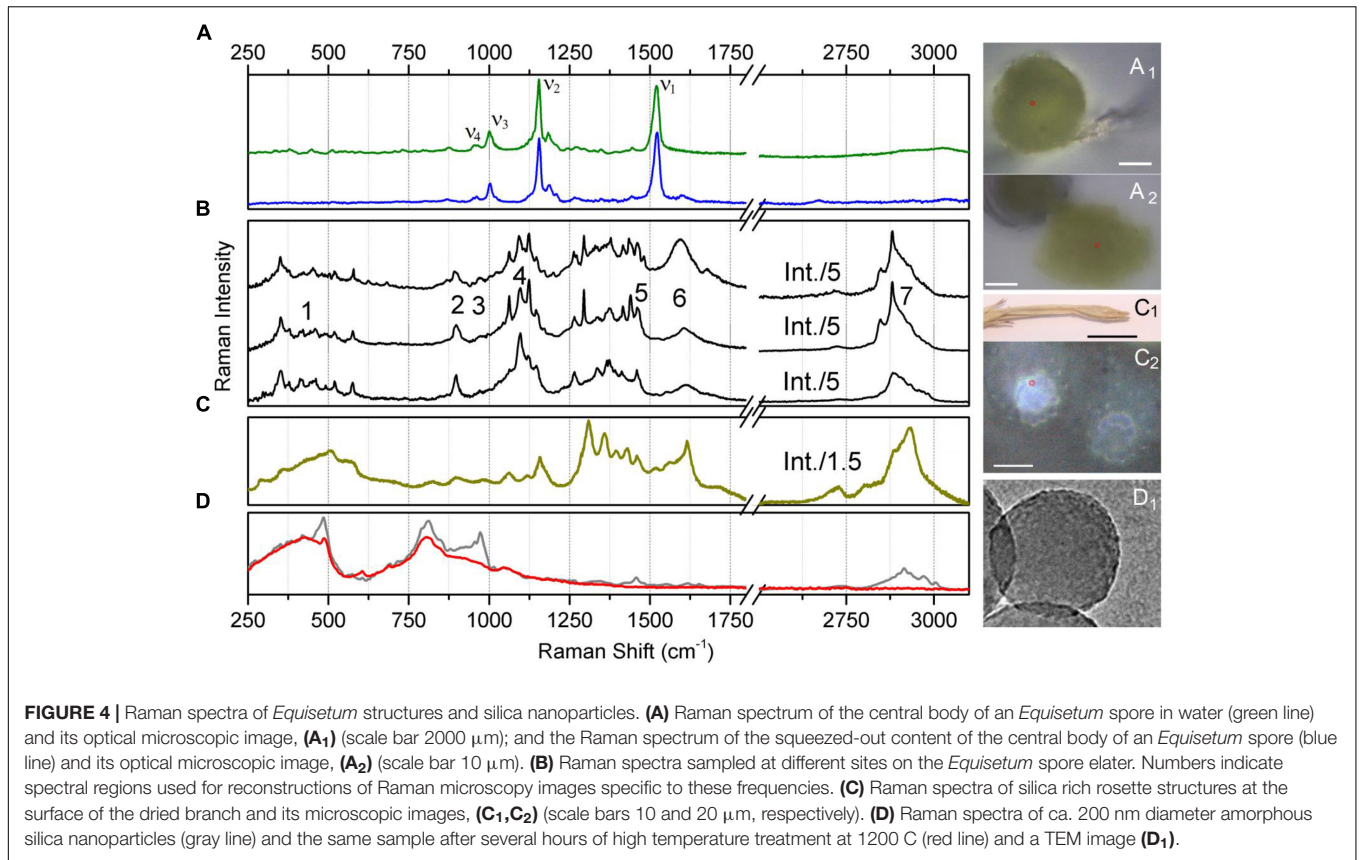 A
250 500 750 1000 1250 1500 1750 2750 3000
ν₄ ν₃ ν₂ ν₁
A₁
B
A₂
Raman Intensity
1 2 3 4 5 6 7
Int./5
Int./5
Int./5
C₁
C₂
C
Int./1.5
D
D₁
250 500 750 1000 1250 1500 1750 2750 3000
Raman Shift (cm⁻¹)
FIGURE 4 | Raman spectra of Equisetum structures and silica nanoparticles. (A) Raman spectrum of the central body of an Equisetum spore in water (green line)
and its optical microscopic image, (A₁) (scale bar 2000 μm); and the Raman spectrum of the squeezed-out content of the central body of an Equisetum spore (blue
line) and its optical microscopic image, (A₂) (scale bar 10 μm). (B) Raman spectra sampled at different sites on the Equisetum spore elater. Numbers indicate
spectral regions used for reconstructions of Raman microscopy images specific to these frequencies. (C) Raman spectra of silica rich rosette structures at the
surface of the dried branch and its microscopic images, (C₁,C₂) (scale bars 10 and 20 μm, respectively). (D) Raman spectra of ca. 200 nm diameter amorphous
silica nanoparticles (gray line) and the same sample after several hours of high temperature treatment at 1200 C (red line) and a TEM image (D₁).